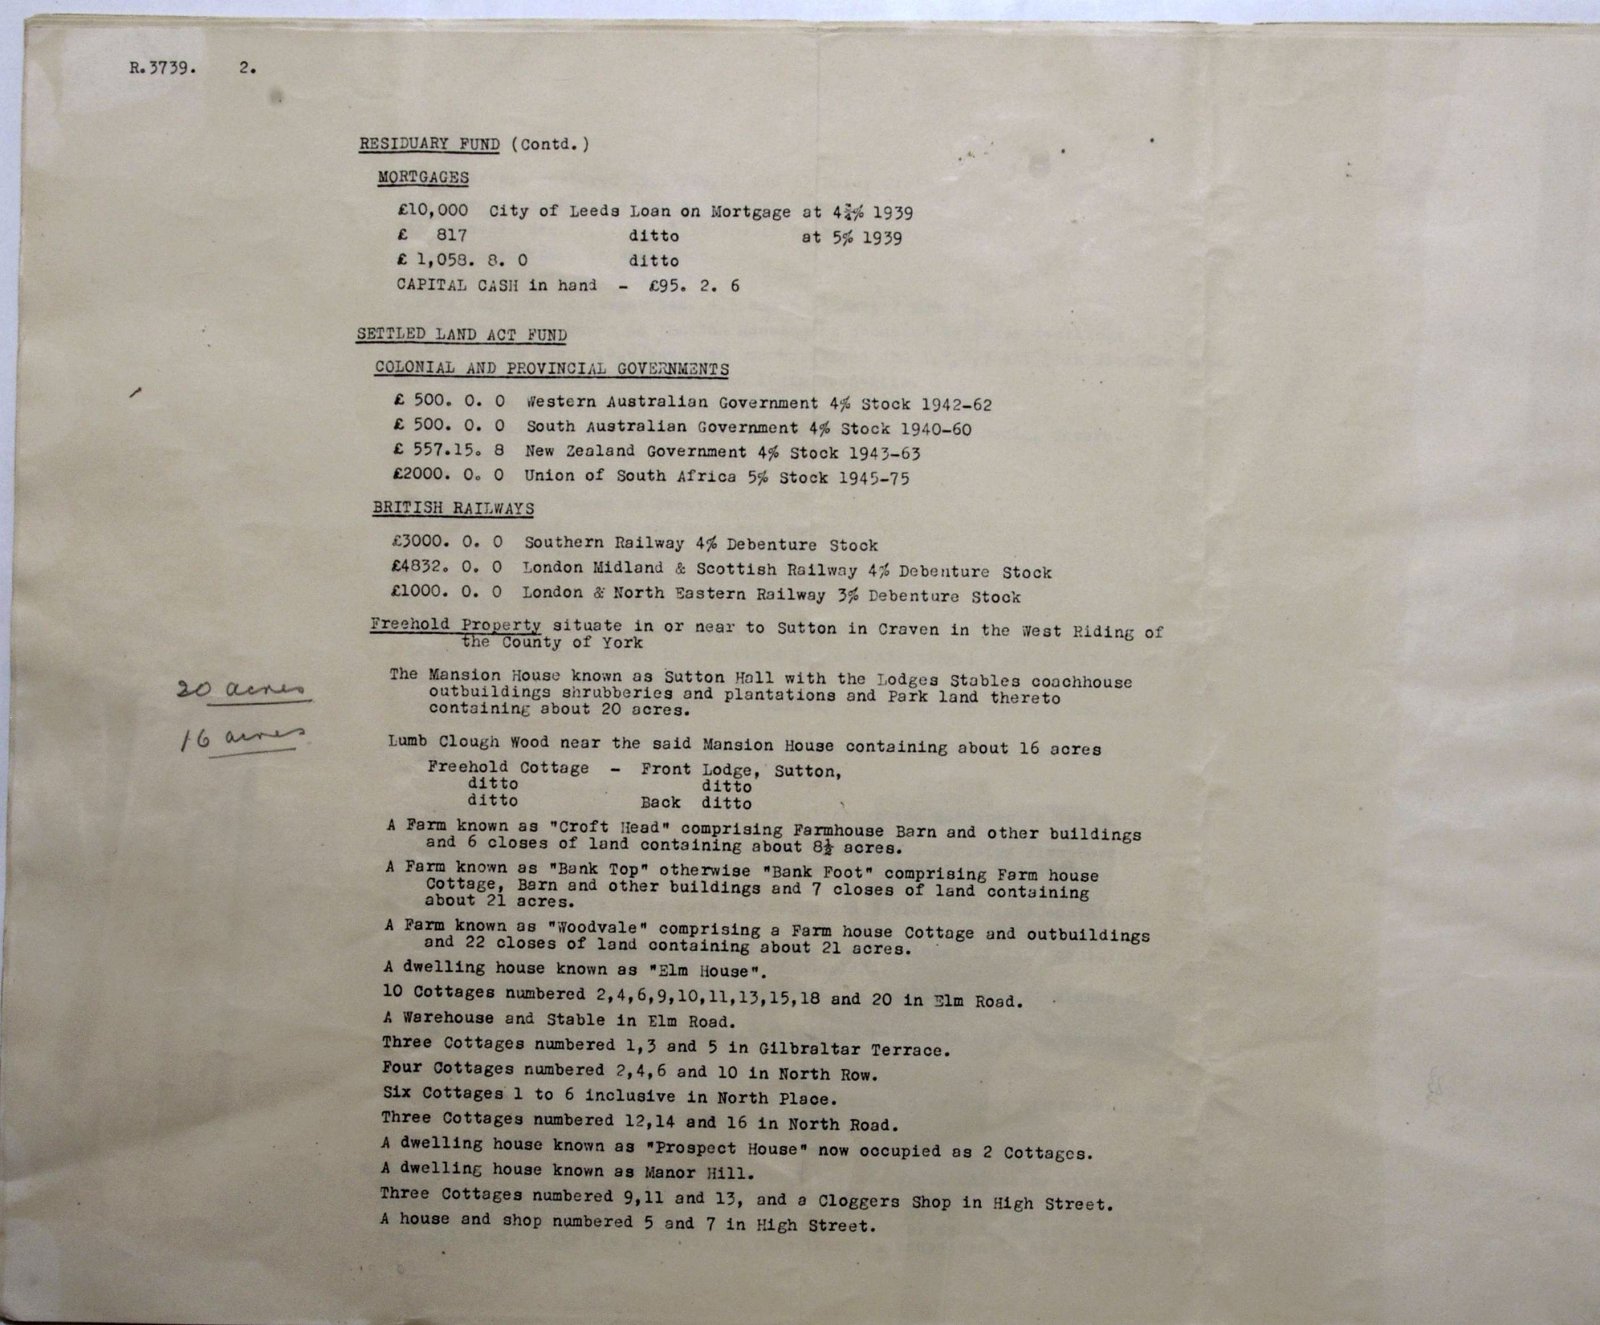 R.3739. 2.
RESIDUARY FUND (Contd.)
MORTGAGES
£10,000 City of Leeds Loan on Mortgage at 4¾% 1939
£ 817 ditto at 5% 1939
£ 1,058. 8. 0 ditto
CAPITAL CASH in hand - £95. 2. 6
SETTLED LAND ACT FUND
COLONIAL AND PROVINCIAL GOVERNMENTS
£ 500. 0. 0 Western Australian Government 4% Stock 1942-62
£ 500. 0. 0 South Australian Government 4% Stock 1940-60
£ 557.15. 8 New Zealand Government 4% Stock 1943-63
£2000. 0. 0 Union of South Africa 5% Stock 1945-75
BRITISH RAILWAYS
£3000. 0. 0 Southern Railway 4% Debenture Stock
£4832. 0. 0 London Midland & Scottish Railway 4% Debenture Stock
£1000. 0. 0 London & North Eastern Railway 3% Debenture Stock
Freehold Property situate in or near to Sutton in Craven in the West Riding of
the County of York
The Mansion House known as Sutton Hall with the Lodges Stables coachhouse
20 acres outbuildings shrubberies and plantations and Park land thereto
containing about 20 acres.
16 acres Lumb Clough Wood near the said Mansion House containing about 16 acres
Freehold Cottage - Front Lodge, Sutton,
ditto ditto
ditto Back ditto
A Farm known as "Croft Head" comprising Farmhouse Barn and other buildings
and 6 closes of land containing about 8½ acres.
A Farm known as "Bank Top" otherwise "Bank Foot" comprising Farm house
Cottage, Barn and other buildings and 7 closes of land containing
about 21 acres.
A Farm known as "Woodvale" comprising a Farm house Cottage and outbuildings
and 22 closes of land containing about 21 acres.
A dwelling house known as "Elm House".
10 Cottages numbered 2,4,6,9,10,11,13,15,18 and 20 in Elm Road.
A Warehouse and Stable in Elm Road.
Three Cottages numbered 1,3 and 5 in Gilbraltar Terrace.
Four Cottages numbered 2,4,6 and 10 in North Row.
Six Cottages 1 to 6 inclusive in North Place.
Three Cottages numbered 12,14 and 16 in North Road.
A dwelling house known as "Prospect House" now occupied as 2 Cottages.
A dwelling house known as Manor Hill.
Three Cottages numbered 9,11 and 13, and a Cloggers Shop in High Street.
A house and shop numbered 5 and 7 in High Street.